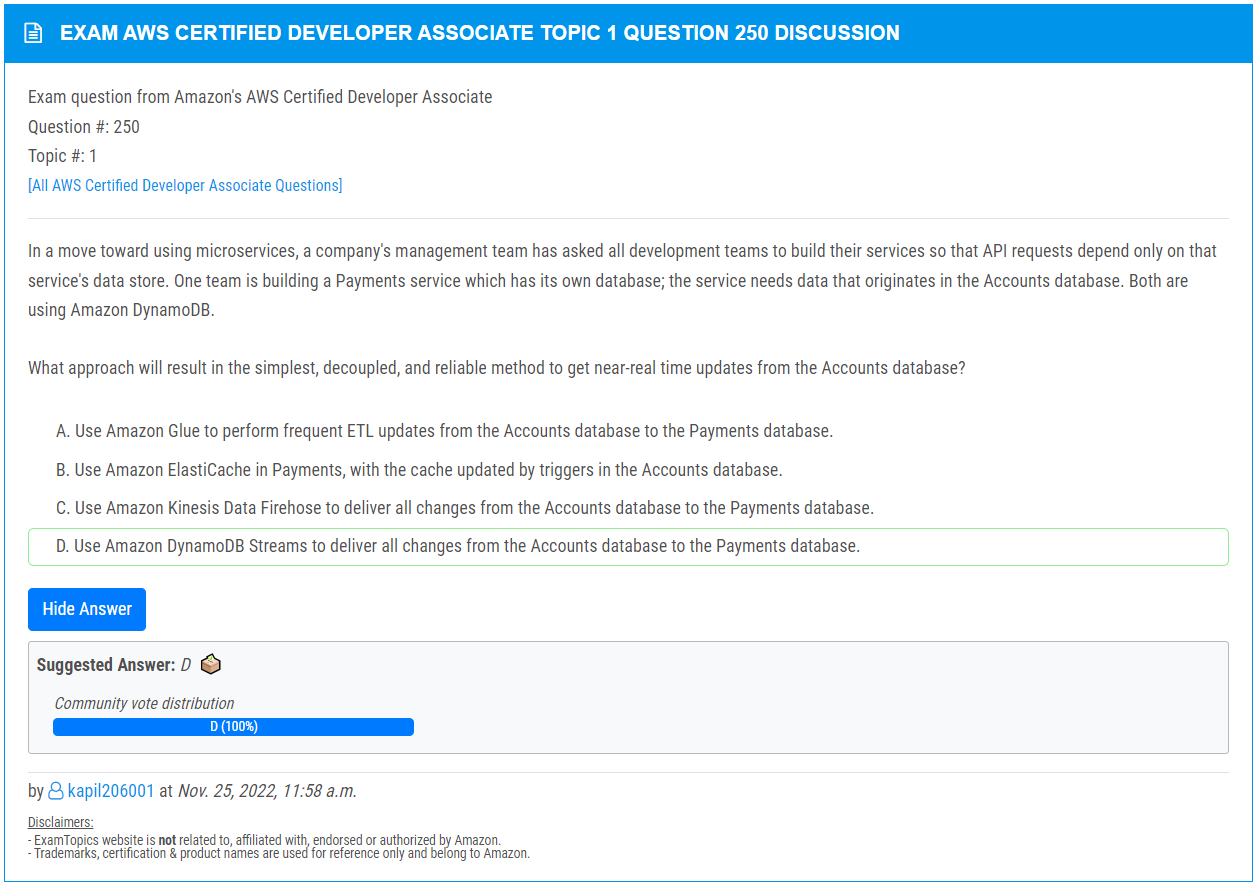 EXAM AWS CERTIFIED DEVELOPER ASSOCIATE TOPIC 1 QUESTION 250 DISCUSSION
Exam question from Amazon's AWS Certified Developer Associate
Question #: 250
Topic #: 1
[All AWS Certified Developer Associate Questions]
In a move toward using microservices, a company's management team has asked all development teams to build their services so that API requests depend only on that
service's data store. One team is building a Payments service which has its own database; the service needs data that originates in the Accounts database. Both are
using Amazon DynamoDB.
What approach will result in the simplest, decoupled, and reliable method to get near-real time updates from the Accounts database?
A. Use Amazon Glue to perform frequent ETL updates from the Accounts database to the Payments database.
B. Use Amazon ElastiCache in Payments, with the cache updated by triggers in the Accounts database.
C. Use Amazon Kinesis Data Firehose to deliver all changes from the Accounts database to the Payments database.
D. Use Amazon DynamoDB Streams to deliver all changes from the Accounts database to the Payments database.
Hide Answer
Suggested Answer: D
Community vote distribution
D (100%)
by kapil206001 at Nov. 25, 2022, 11:58 a.m.
Disclaimers:
- ExamTopics website is not related to, affiliated with, endorsed or authorized by Amazon.
- Trademarks, certification & product names are used for reference only and belong to Amazon.